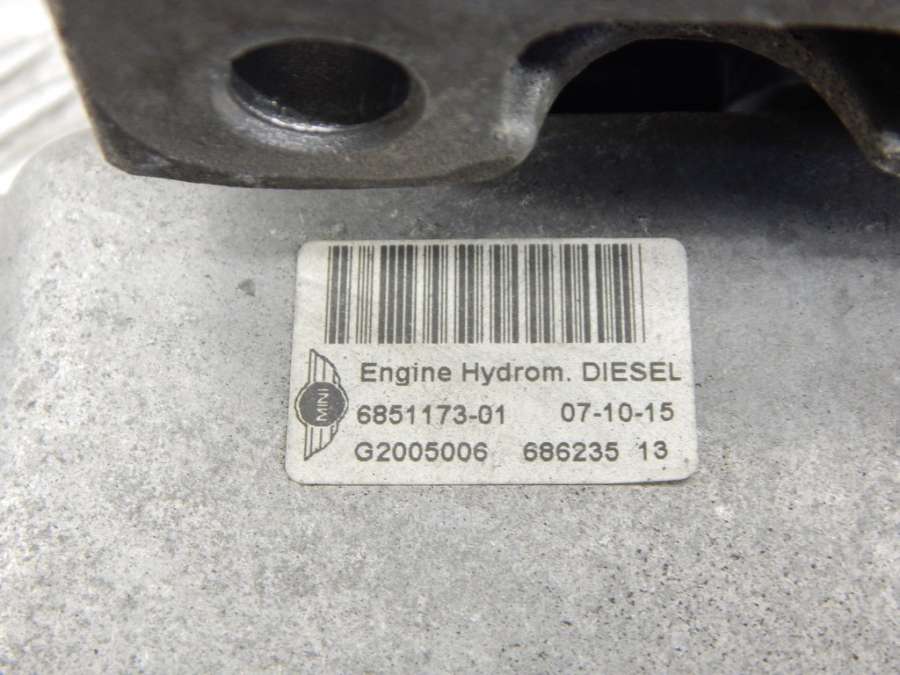 Engine Hydrom. DIESEL
MINI
6851173-01 07-10-15
G2005006 686235 13